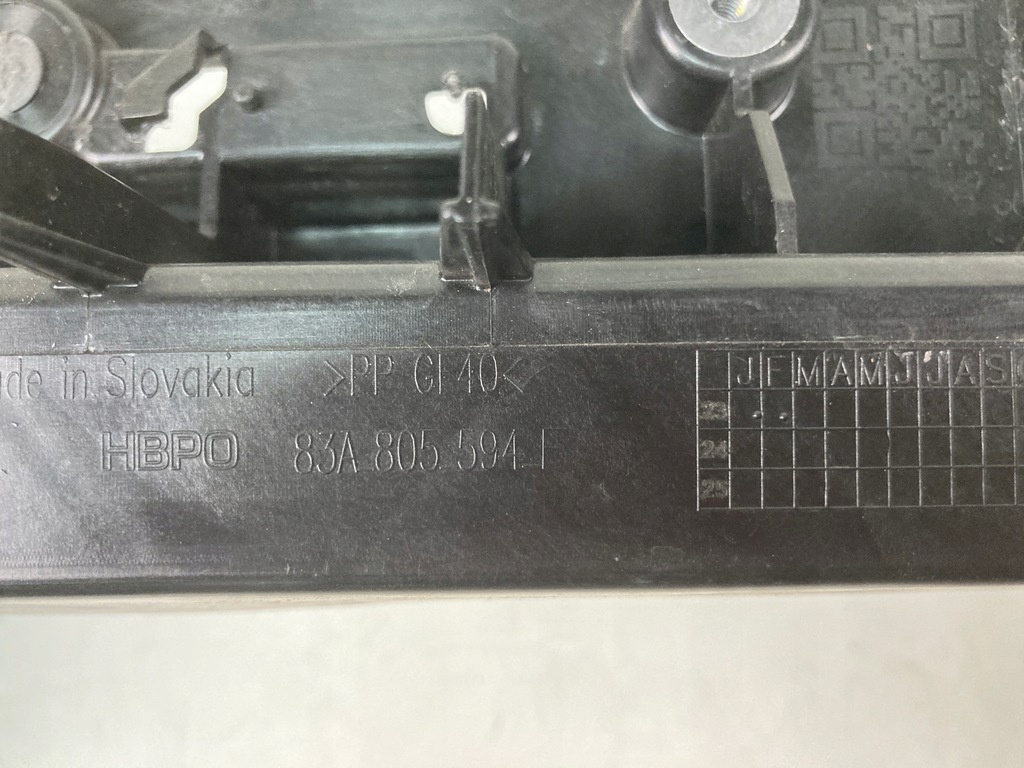 ade in Slovakia >PP GF40<
HBPO 83A 805 594 F
J F M A M J J A S
23
24
25